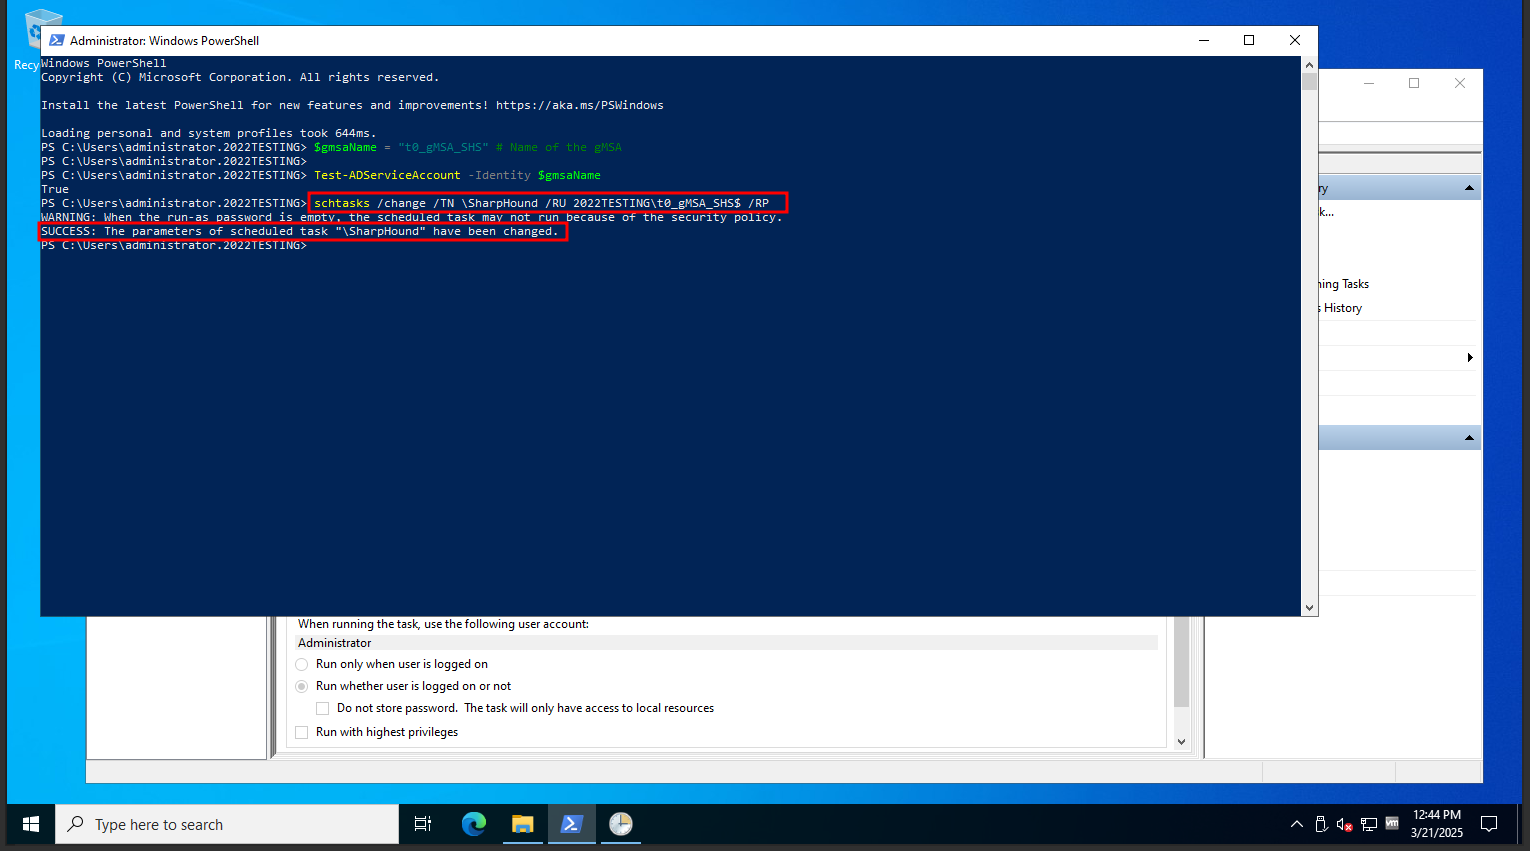 Recy
Administrator: Windows PowerShell
Windows PowerShell
Copyright (C) Microsoft Corporation. All rights reserved.
Install the latest PowerShell for new features and improvements! https://aka.ms/PSWindows
Loading personal and system profiles took 644ms.
PS C:\Users\administrator.2022TESTING> $gmsaName = "t0_gMSA_SHS" # Name of the gMSA
PS C:\Users\administrator.2022TESTING>
PS C:\Users\administrator.2022TESTING> Test-ADServiceAccount -Identity $gmsaName
True
PS C:\Users\administrator.2022TESTING> schtasks /change /TN \SharpHound /RU 2022TESTING\t0_gMSA_SHS$ /RP
WARNING: When the run-as password is empty, the scheduled task may not run because of the security policy.
SUCCESS: The parameters of scheduled task "\SharpHound" have been changed.
PS C:\Users\administrator.2022TESTING>
ry
k...
ning Tasks
s History
When running the task, use the following user account:
Administrator
Run only when user is logged on
Run whether user is logged on or not
Do not store password. The task will only have access to local resources
Run with highest privileges
Type here to search
vm
12:44 PM
3/21/2025